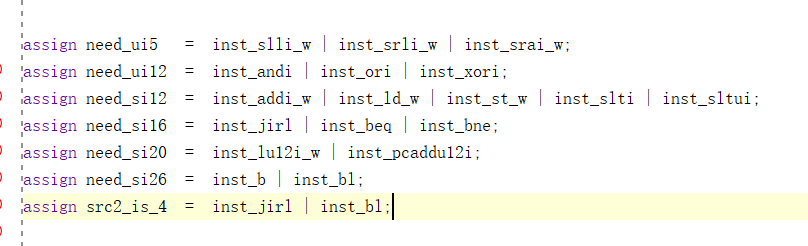 assign need_ui5   =  inst_slli_w | inst_srli_w | inst_srai_w;
assign need_ui12  =  inst_andi | inst_ori | inst_xori;
assign need_si12  =  inst_addi_w | inst_ld_w | inst_st_w | inst_slti | inst_sltui;
assign need_si16  =  inst_jirl | inst_beq | inst_bne;
assign need_si20  =  inst_lu12i_w | inst_pcaddu12i;
assign need_si26  =  inst_b | inst_bl;
assign src2_is_4  =  inst_jirl | inst_bl;